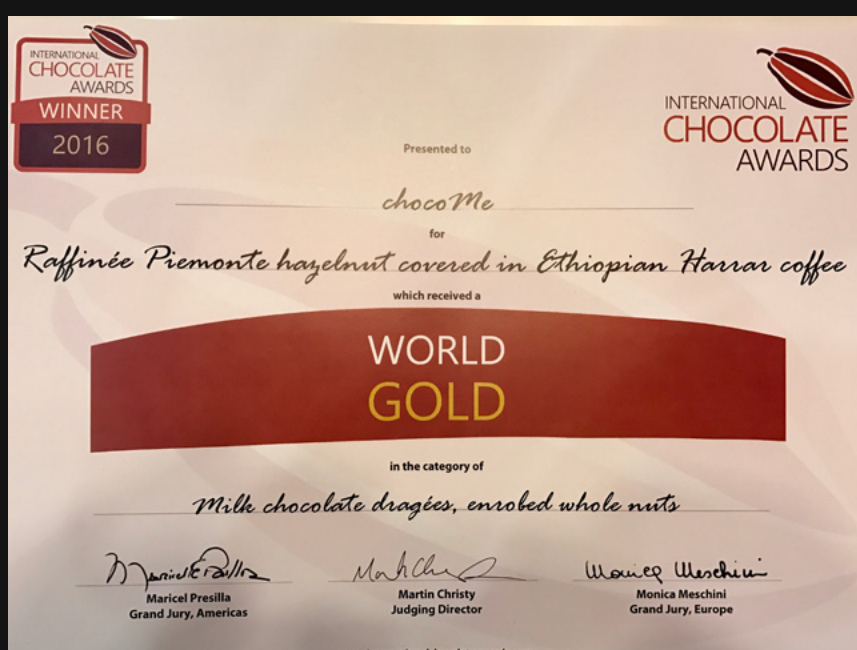 INTERNATIONAL
CHOCOLATE
AWARDS
WINNER
2016
INTERNATIONAL
CHOCOLATE
AWARDS
Presented to
chocoMe
for
Raffinée Piemonte hazelnut covered in Ethiopian Harrar coffee
which received a
WORLD
GOLD
in the category of
Milk chocolate dragées, enrobed whole nuts
Maricel Presilla
Grand Jury, Americas
Martin Christy
Judging Director
Monica Meschini
Monica Meschini
Grand Jury, Europe